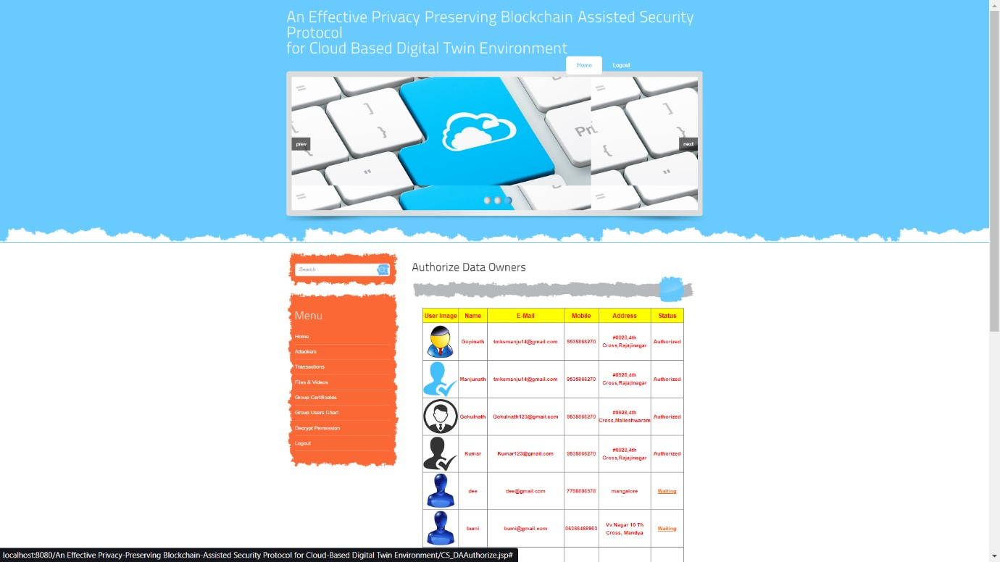 An Effective Privacy Preserving Blockchain Assisted Security
Protocol
for Cloud Based Digital Twin Environment
Home
Logout
prev
next
Search :
Authorize Data Owners
Menu
Home
Attackers
Transactions
Files & Videos
Group Certificates
Group Users Chart
Decrypt Permission
Logout
User Image Name E-Mail Mobile Address Status
Gopinath tmksmanju14@gmail.com 9535866270 #8928,4th Cross,Rajajinagar Authorized
Manjunath tmksmanju14@gmail.com 9535866270 #8928,4th Cross,Rajajinagar Authorized
Gokulnath Gokulnath123@gmail.com 9535866270 #8928,4th Cross,Malleshwaram Authorized
Kumar Kumar123@gmail.com 9535866270 #8928,4th Cross,Rajajinagar Authorized
dee dee@gmail.com 7798806578 mangalore Waiting
bumi bumi@gmail.com 06366469963 Vv Nagar 10 Th Cross, Mandya Waiting
localhost:8080/An Effective Privacy-Preserving Blockchain-Assisted Security Protocol for Cloud-Based Digital Twin Environment/CS_DAAuthorize.jsp#